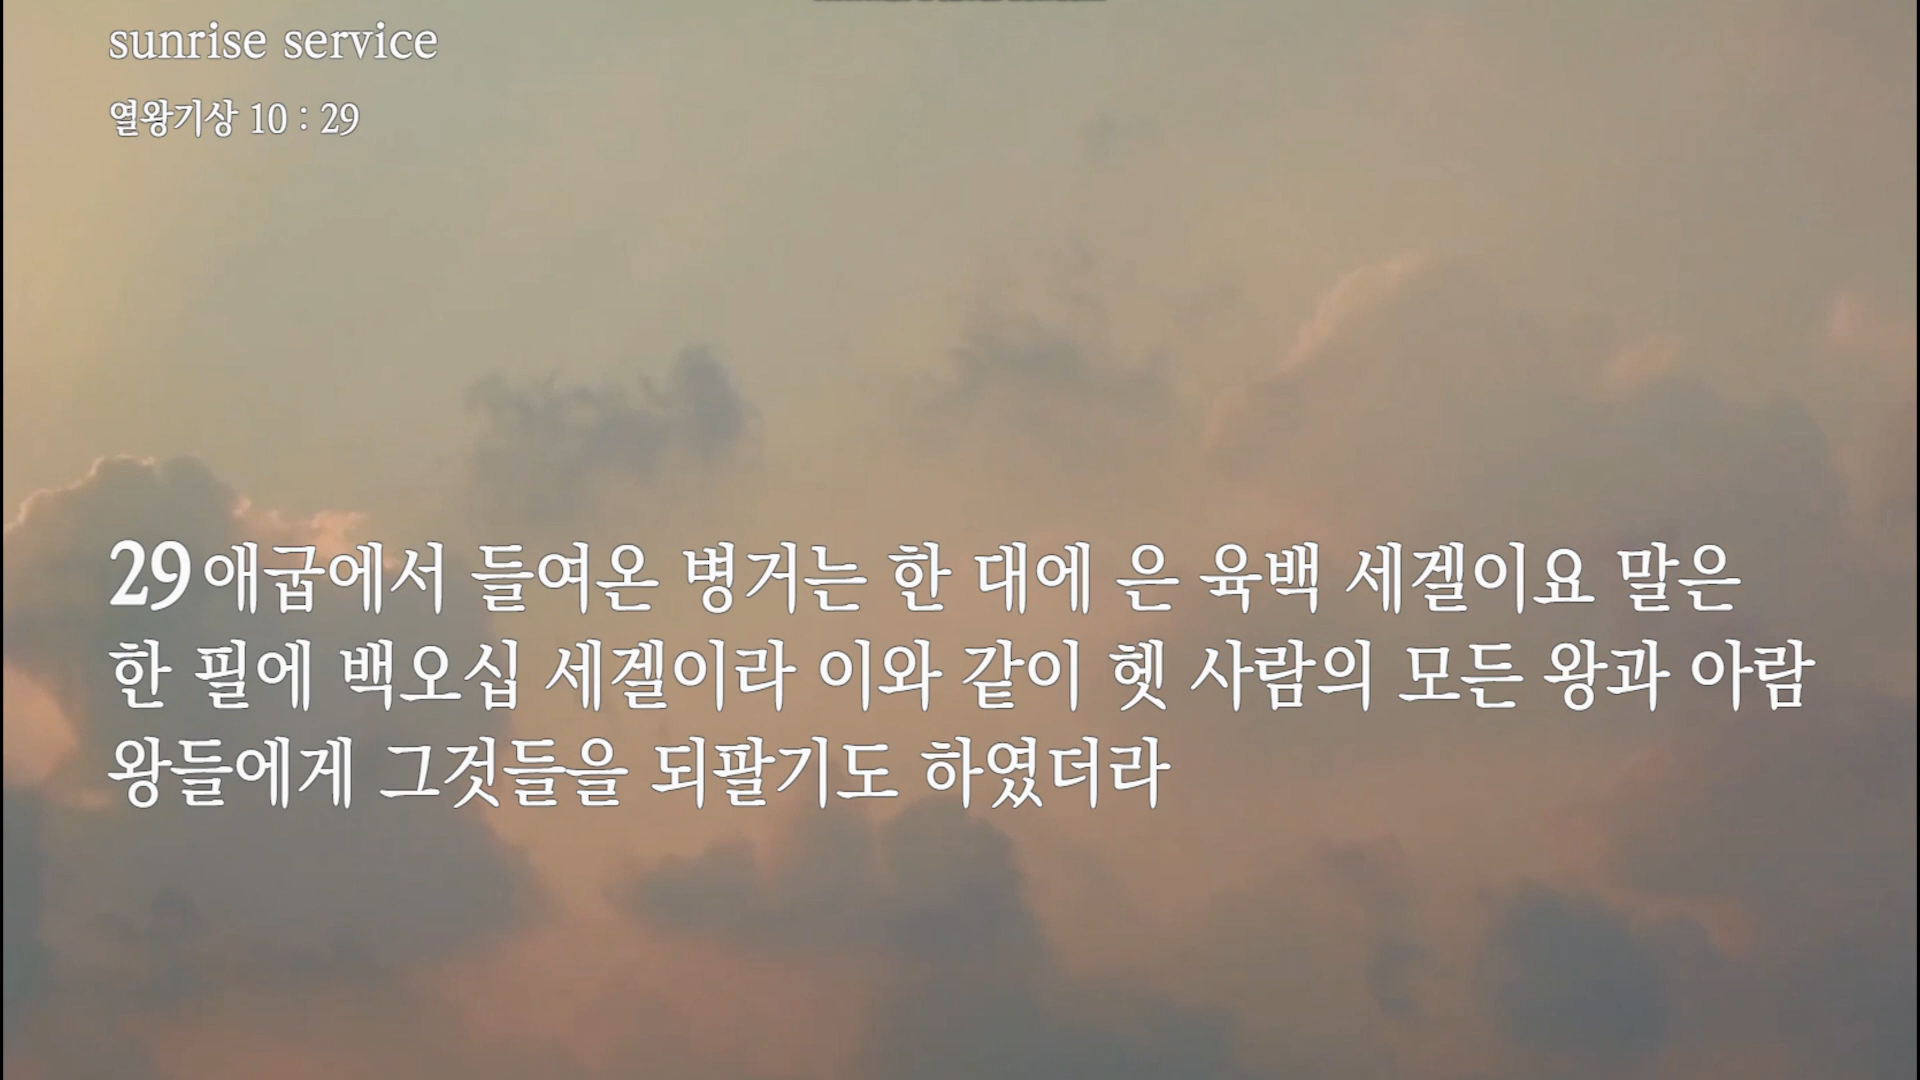 sunrise service
열왕기상 10 : 29
29 애굽에서 들여온 병거는 한 대에 은 육백 세겔이요 말은
한 필에 백오십 세겔이라 이와 같이 헷 사람의 모든 왕과 아람
왕들에게 그것들을 되팔기도 하였더라